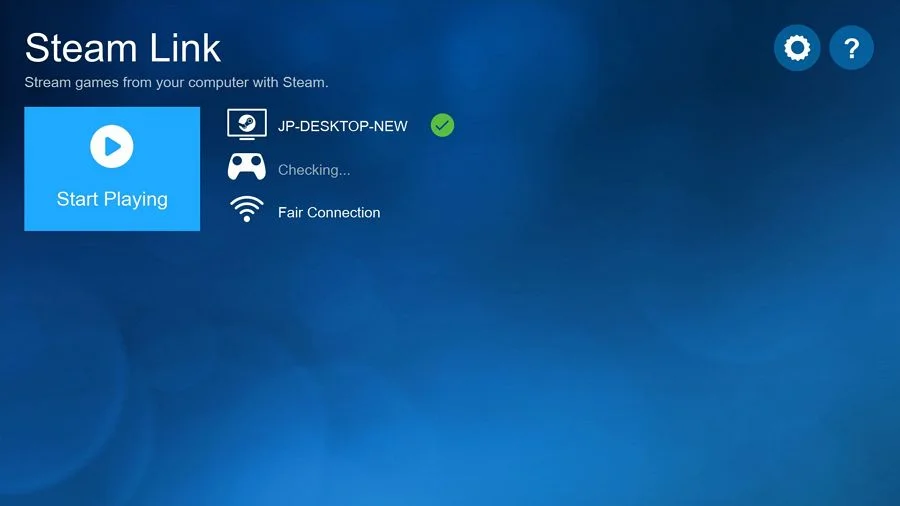 Steam Link
Stream games from your computer with Steam.
?
JP-DESKTOP-NEW
Checking...
Start Playing
Fair Connection